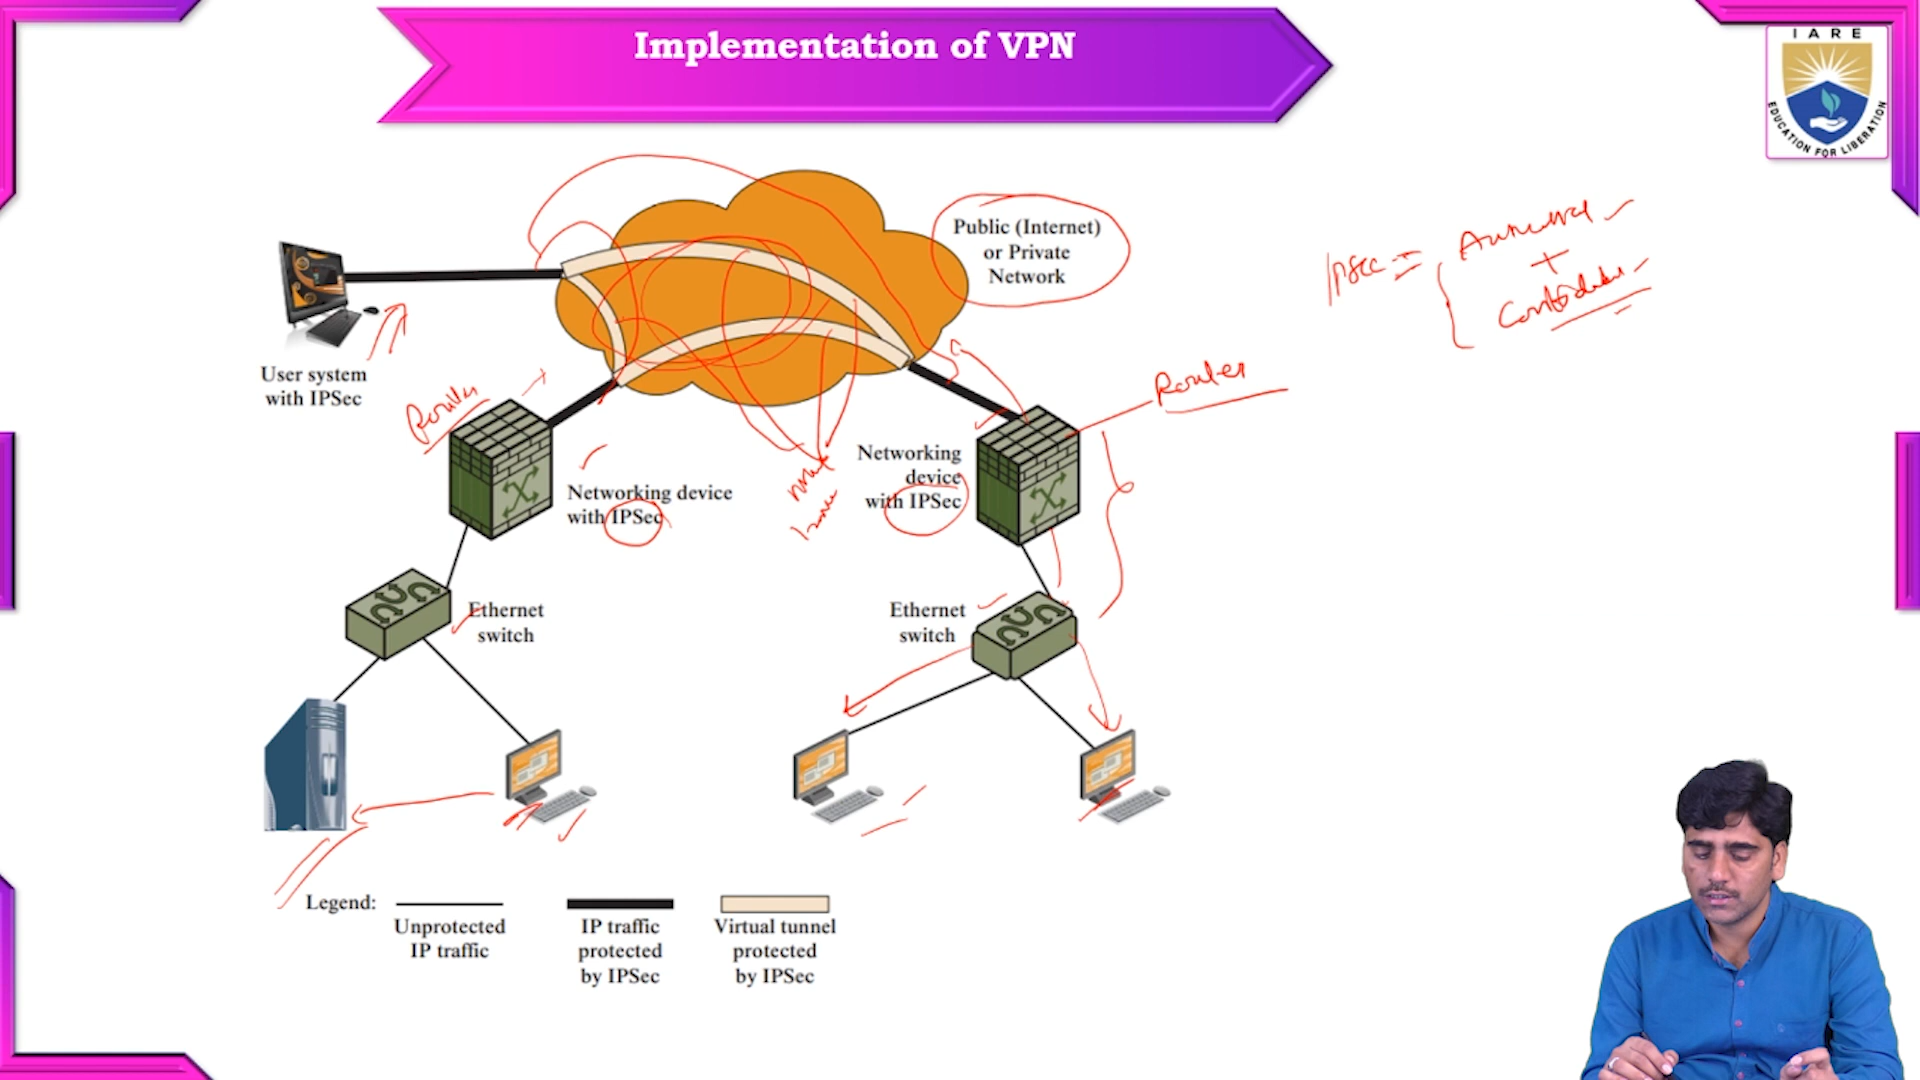 Implementation of VPN
IARE
EDUCATION FOR LIBERATION
Public (Internet)
or Private
Network
IPSec =
+
User system
with IPSec
Router
Router
Networking device
with IPSec
Networking
device
with IPSec
Ethernet
switch
Ethernet
switch
Legend:
Unprotected
IP traffic
IP traffic
protected
by IPSec
Virtual tunnel
protected
by IPSec